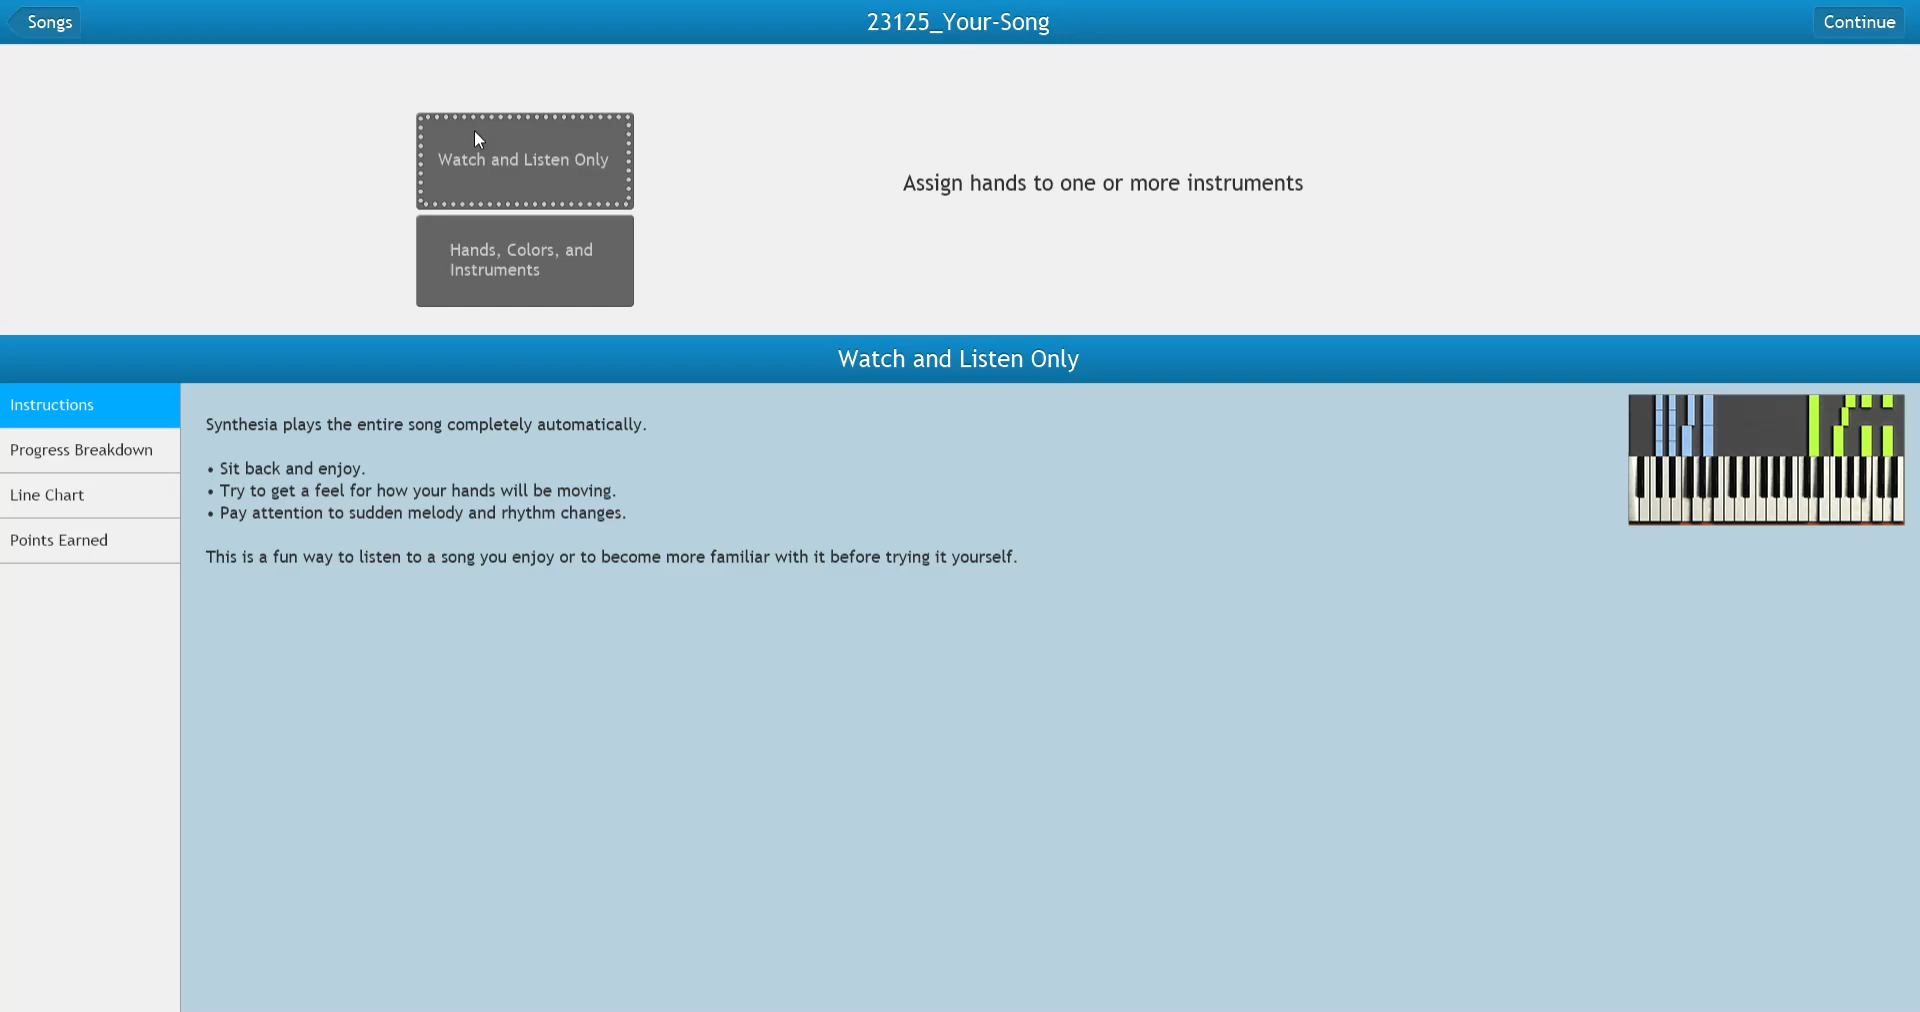 Songs
23125_Your-Song
Continue
Watch and Listen Only
Assign hands to one or more instruments
Hands, Colors, and
Instruments
Watch and Listen Only
Instructions
Progress Breakdown
Line Chart
Points Earned
Synthesia plays the entire song completely automatically.
• Sit back and enjoy.
• Try to get a feel for how your hands will be moving.
• Pay attention to sudden melody and rhythm changes.
This is a fun way to listen to a song you enjoy or to become more familiar with it before trying it yourself.